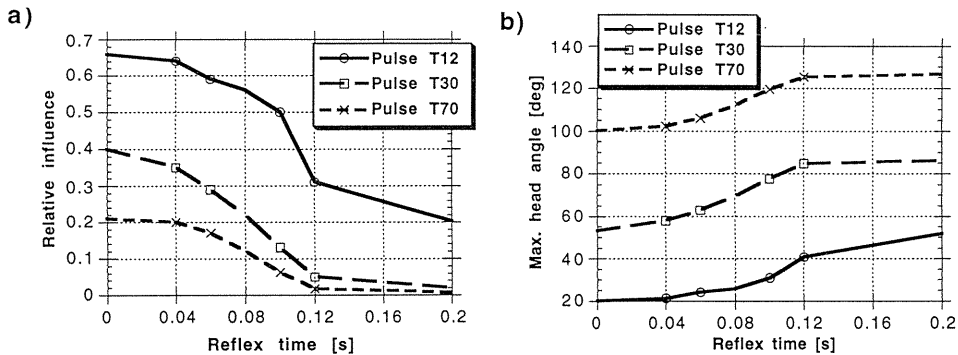 a)
Relative influence
0.7
0.6
0.5
0.4
0.3
0.2
0.1
0
Pulse T12
Pulse T30
Pulse T70
0 0.04 0.08 0.12 0.16 0.2
Reflex time [s]
b)
Max. head angle [deg]
140
120
100
80
60
40
20
Pulse T12
Pulse T30
Pulse T70
0 0.04 0.08 0.12 0.16 0.2
Reflex time [s]